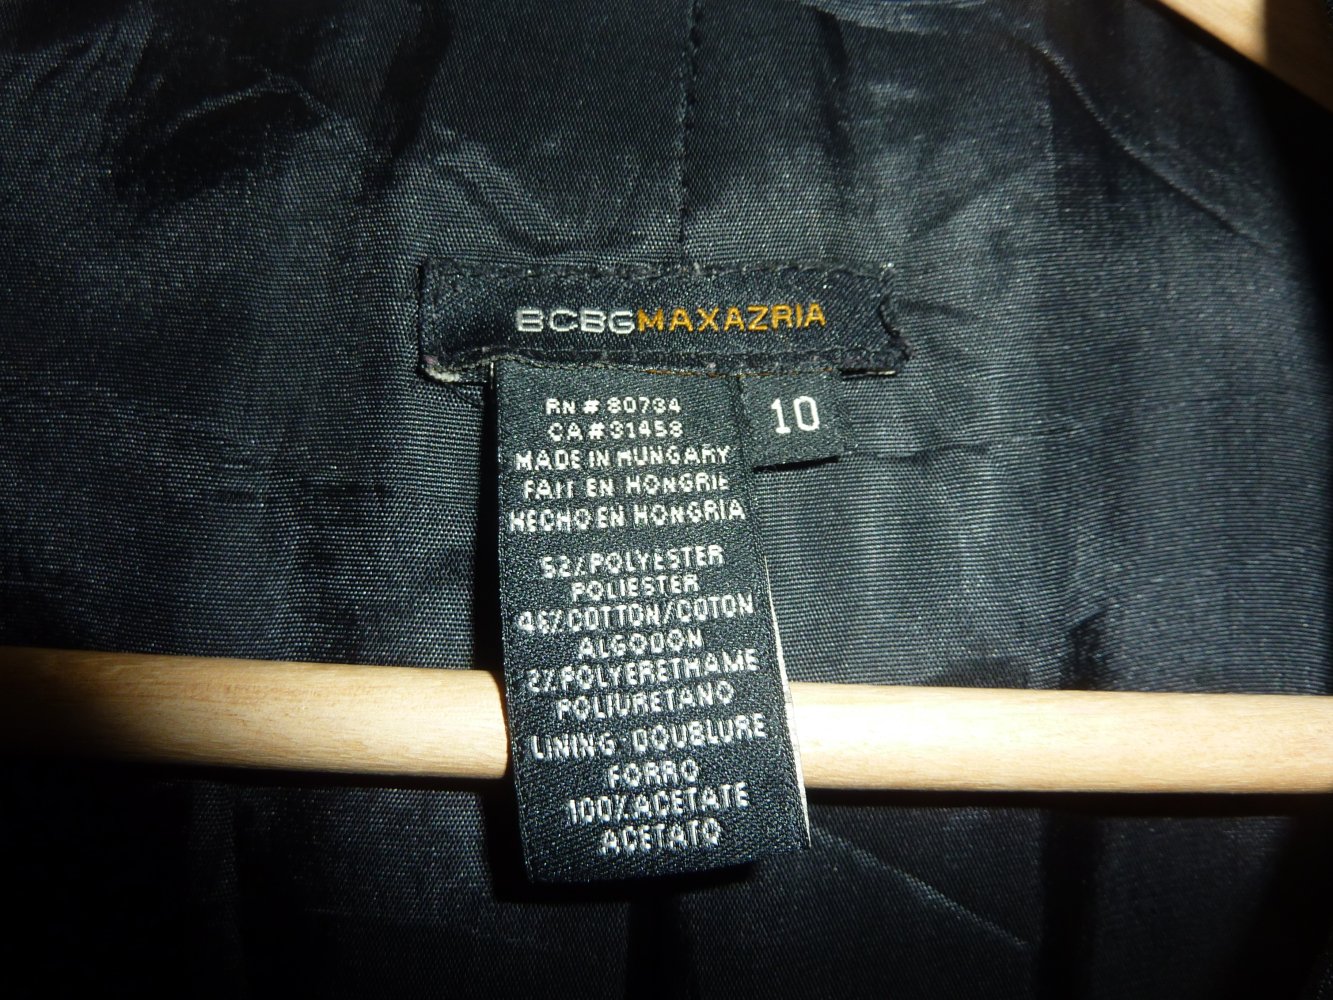 BCBGMAXAZRIA
10
RN # 80734
CA # 31458
MADE IN HUNGARY
FAIT EN HONGRIE
HECHO EN HONGRIA
52% POLYESTER
POLIESTER
46% COTTON/COTON
ALGODON
2% POLYERETHAME
POLIURETANO
LINING DOUBLURE
FORRO
100% ACETATE
ACETATO